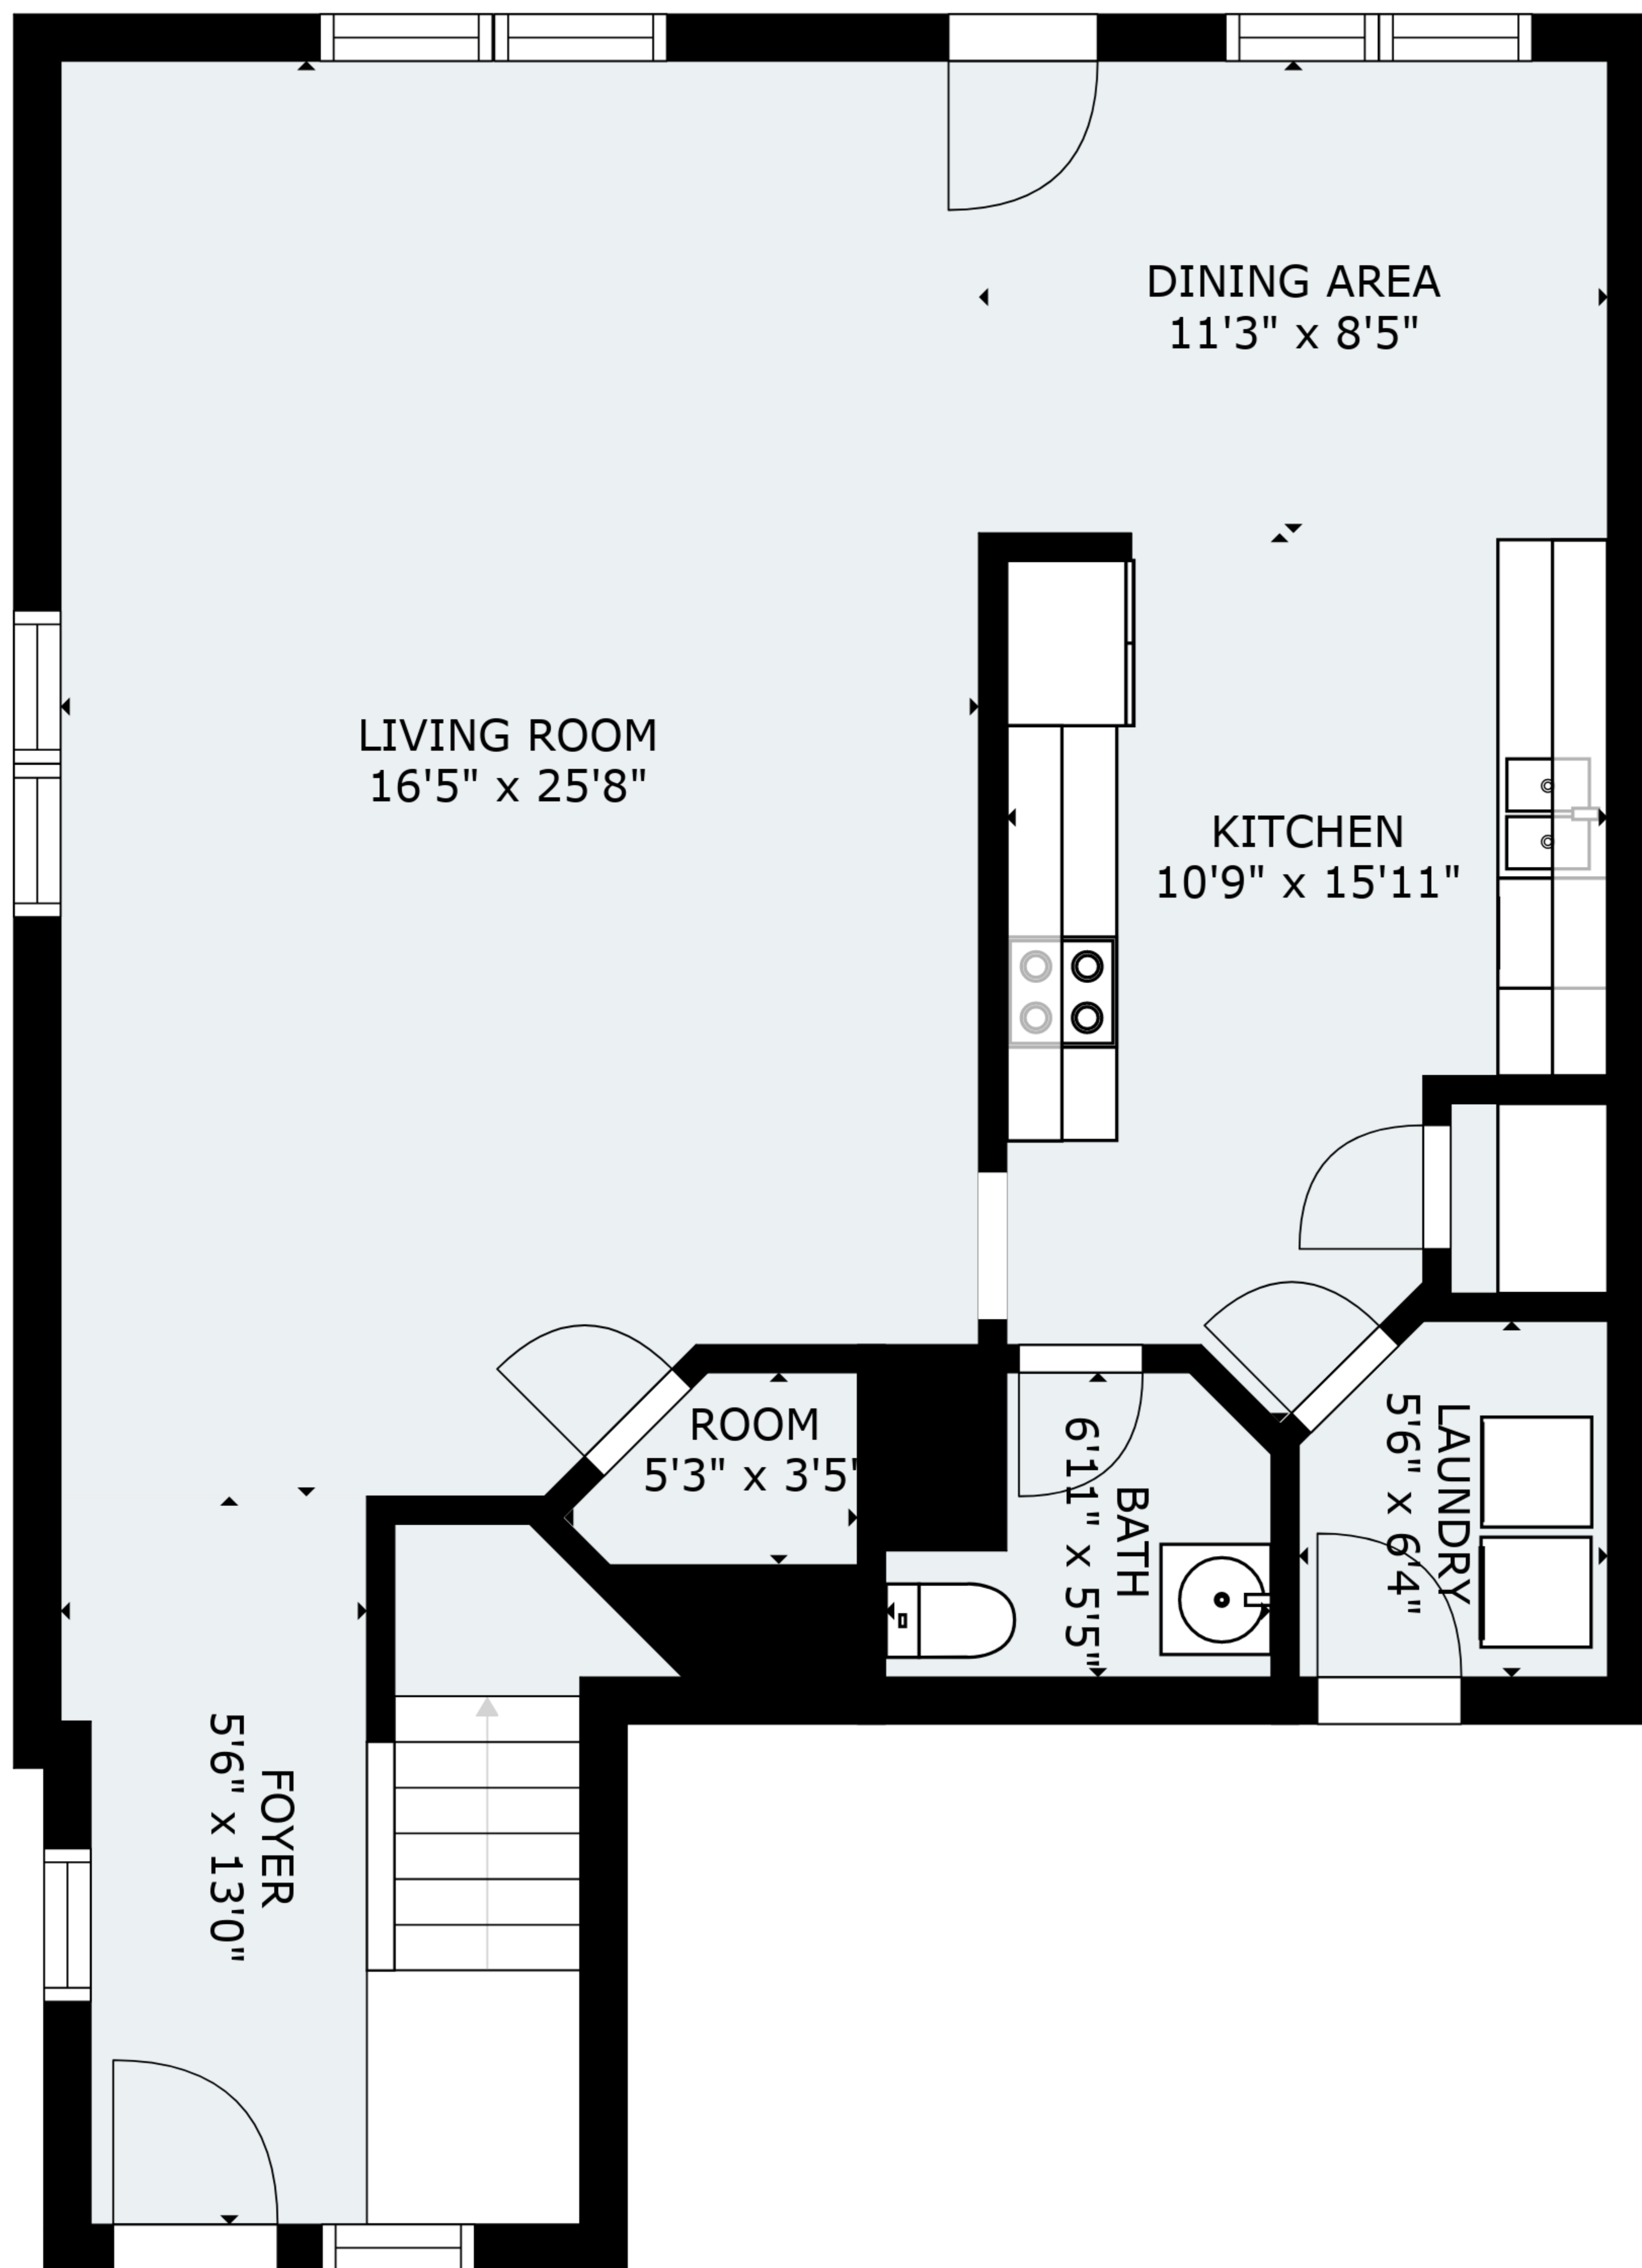 DINING AREA
11'3" x 8'5"
LIVING ROOM
16'5" x 25'8"
KITCHEN
10'9" x 15'11"
ROOM
5'3" x 3'5"
BATH
6'11" x 5'5"
LAUNDRY
5'6" x 6'4"
FOYER
5'6" x 13'0"